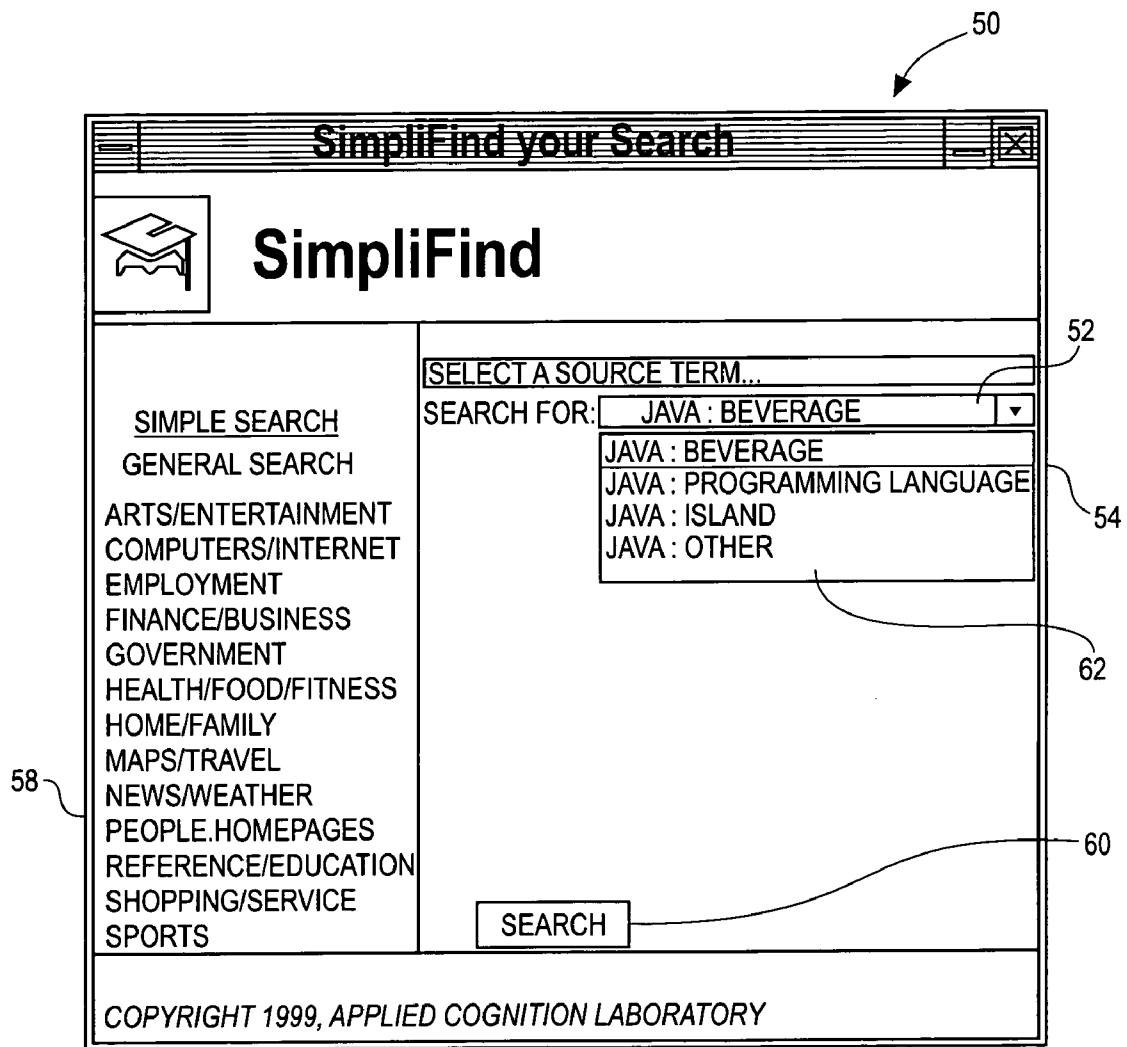 50
SimpliFind your Search
SimpliFind
SELECT A SOURCE TERM...
SEARCH FOR: JAVA : BEVERAGE
52
JAVA : BEVERAGE
JAVA : PROGRAMMING LANGUAGE
JAVA : ISLAND
JAVA : OTHER
54
62
SIMPLE SEARCH
GENERAL SEARCH
ARTS/ENTERTAINMENT
COMPUTERS/INTERNET
EMPLOYMENT
FINANCE/BUSINESS
GOVERNMENT
HEALTH/FOOD/FITNESS
HOME/FAMILY
MAPS/TRAVEL
NEWS/WEATHER
PEOPLE.HOMEPAGES
REFERENCE/EDUCATION
SHOPPING/SERVICE
SPORTS
58
SEARCH
60
COPYRIGHT 1999, APPLIED COGNITION LABORATORY